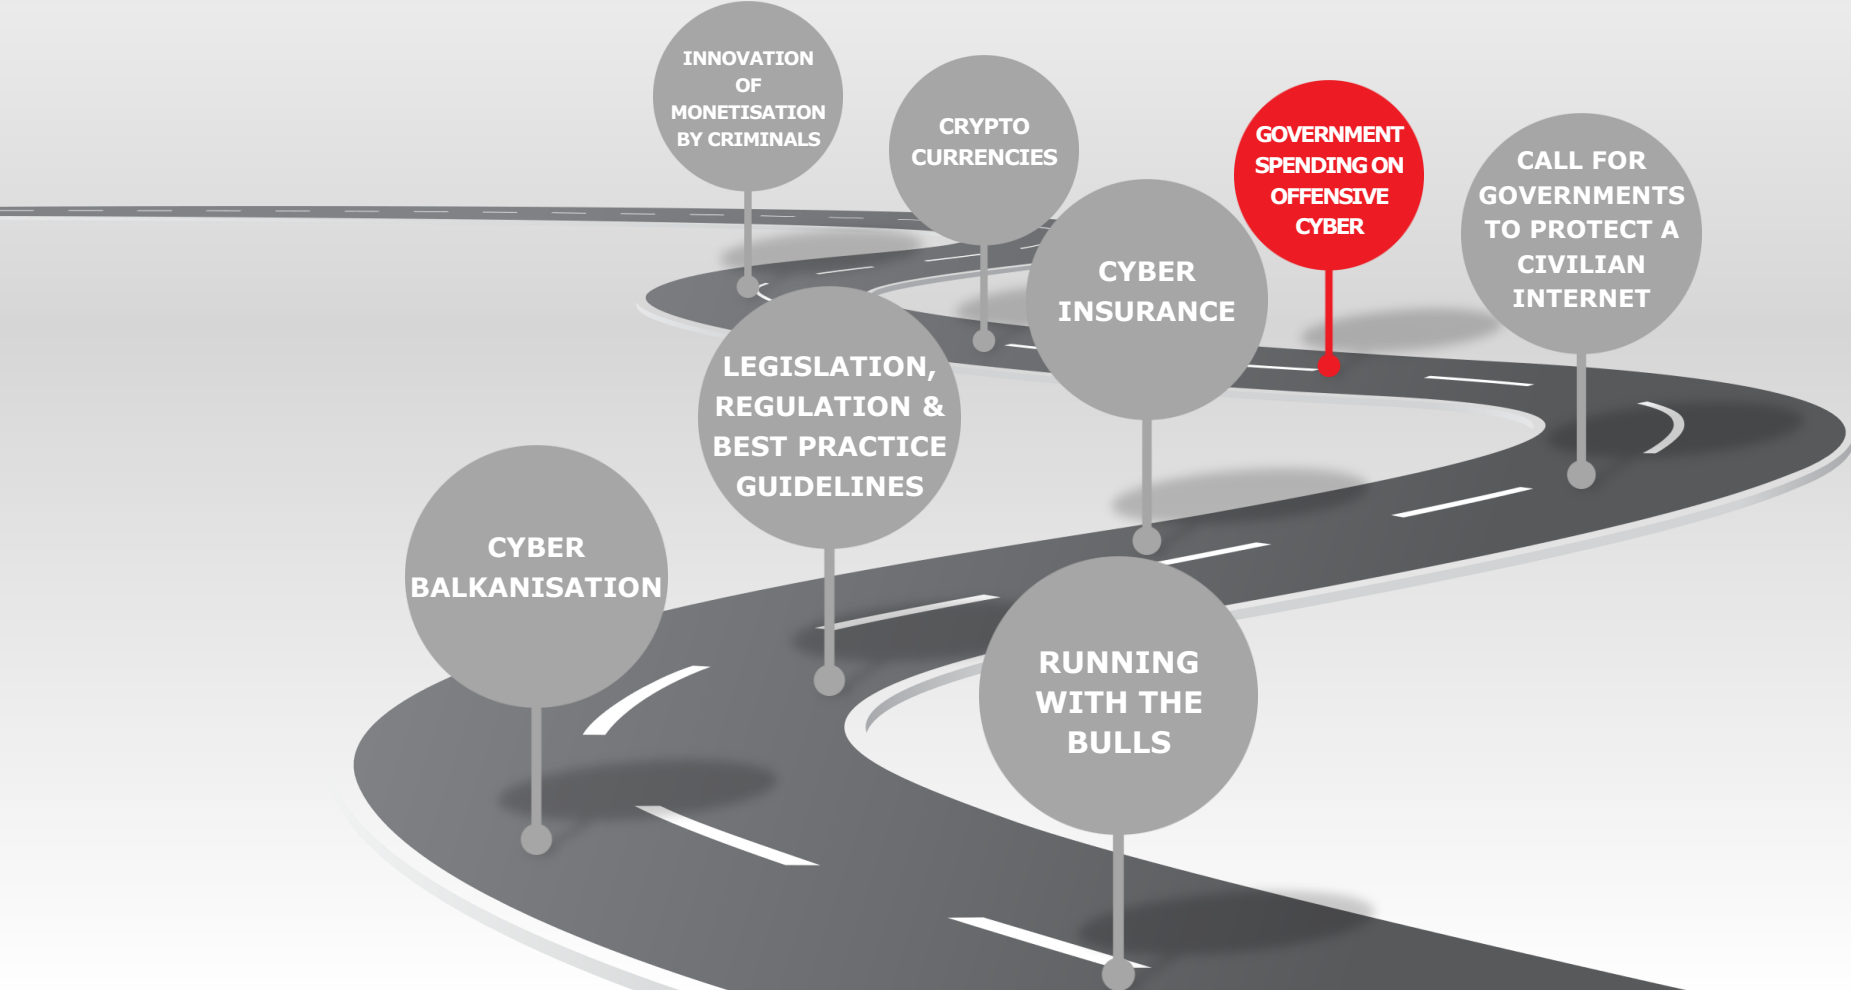 INNOVATION
OF
MONETISATION
BY CRIMINALS
CRYPTO
CURRENCIES
GOVERNMENT
SPENDING ON
OFFENSIVE
CYBER
CALL FOR
GOVERNMENTS
TO PROTECT A
CIVILIAN
INTERNET
CYBER
INSURANCE
LEGISLATION,
REGULATION &
BEST PRACTICE
GUIDELINES
CYBER
BALKANISATION
RUNNING
WITH THE
BULLS